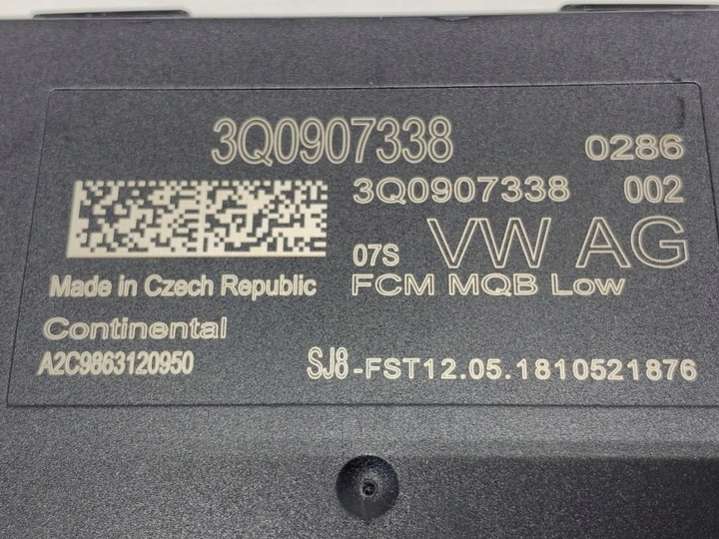 3Q0907338 0286
3Q0907338 002
07S VW AG
Made in Czech Republic FCM MQB Low
Continental
A2C9863120950 SJ8-FST12.05.1810521876